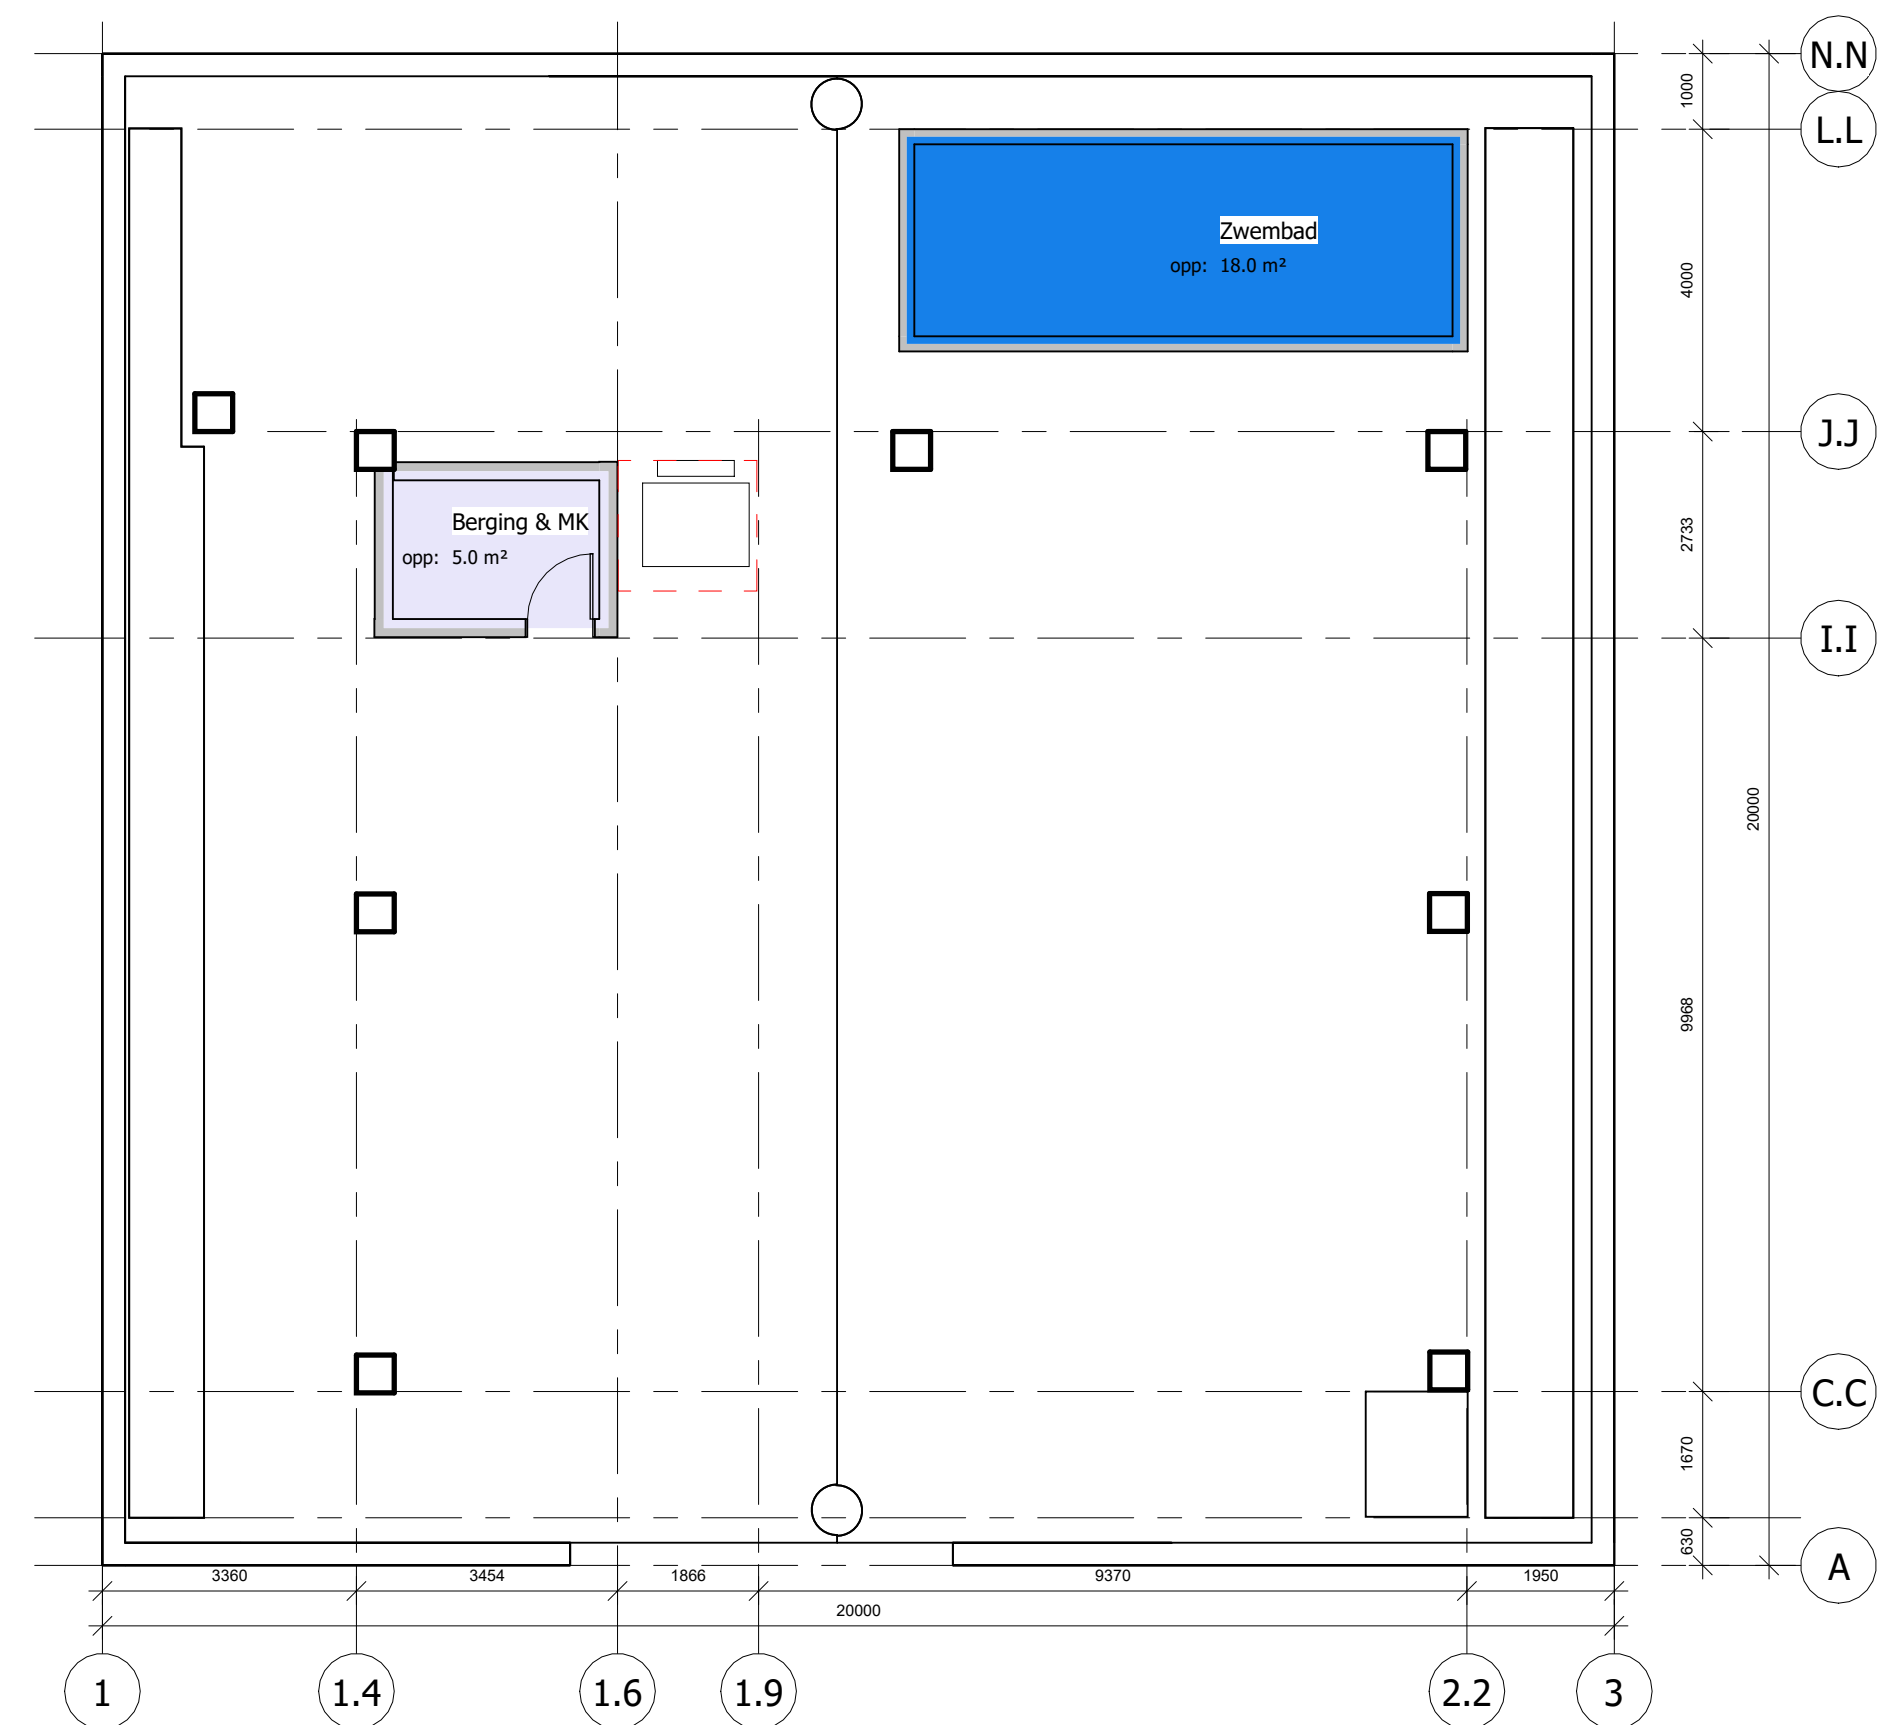 N.N
1000
L.L
Zwembad
opp: 18.0 m²
4000
J.J
Berging & MK
opp: 5.0 m²
2733
I.I
20000
9968
C.C
1670
630
A
3360 3454 1866 9370 1950
20000
1 1.4 1.6 1.9 2.2 3